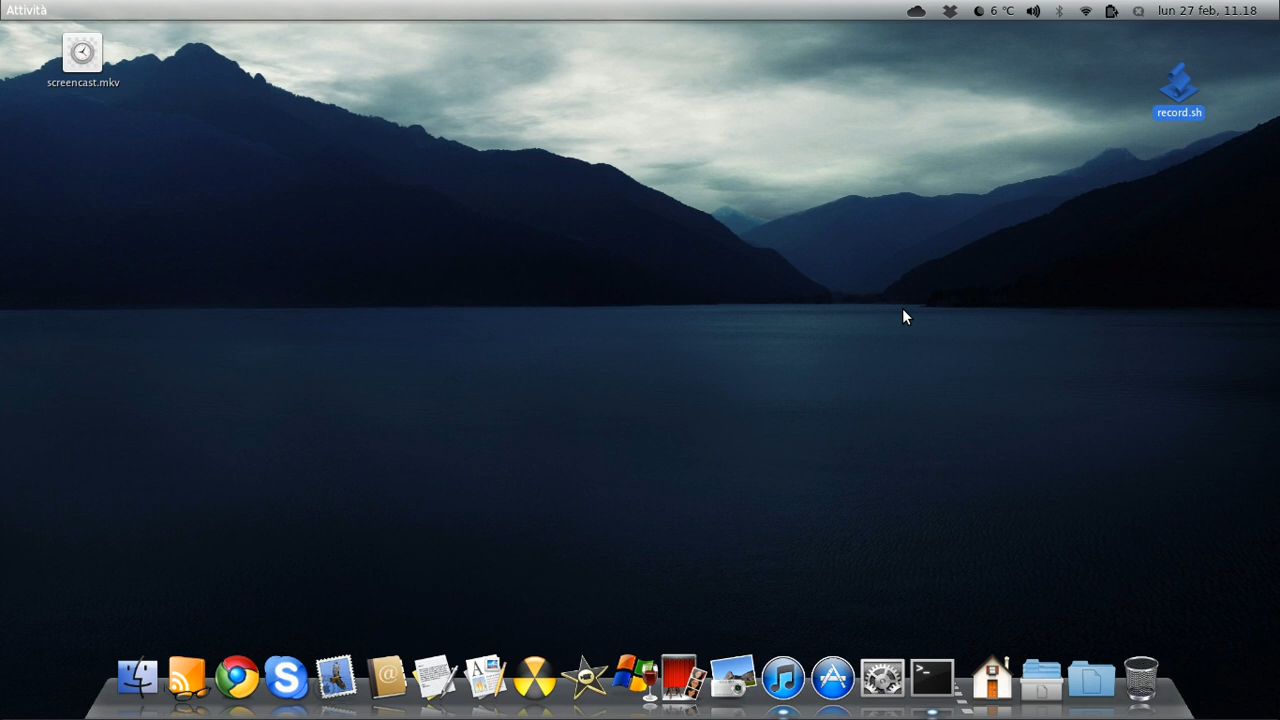 Attività
6 °C
lun 27 feb, 11.18
screencast.mkv
record.sh